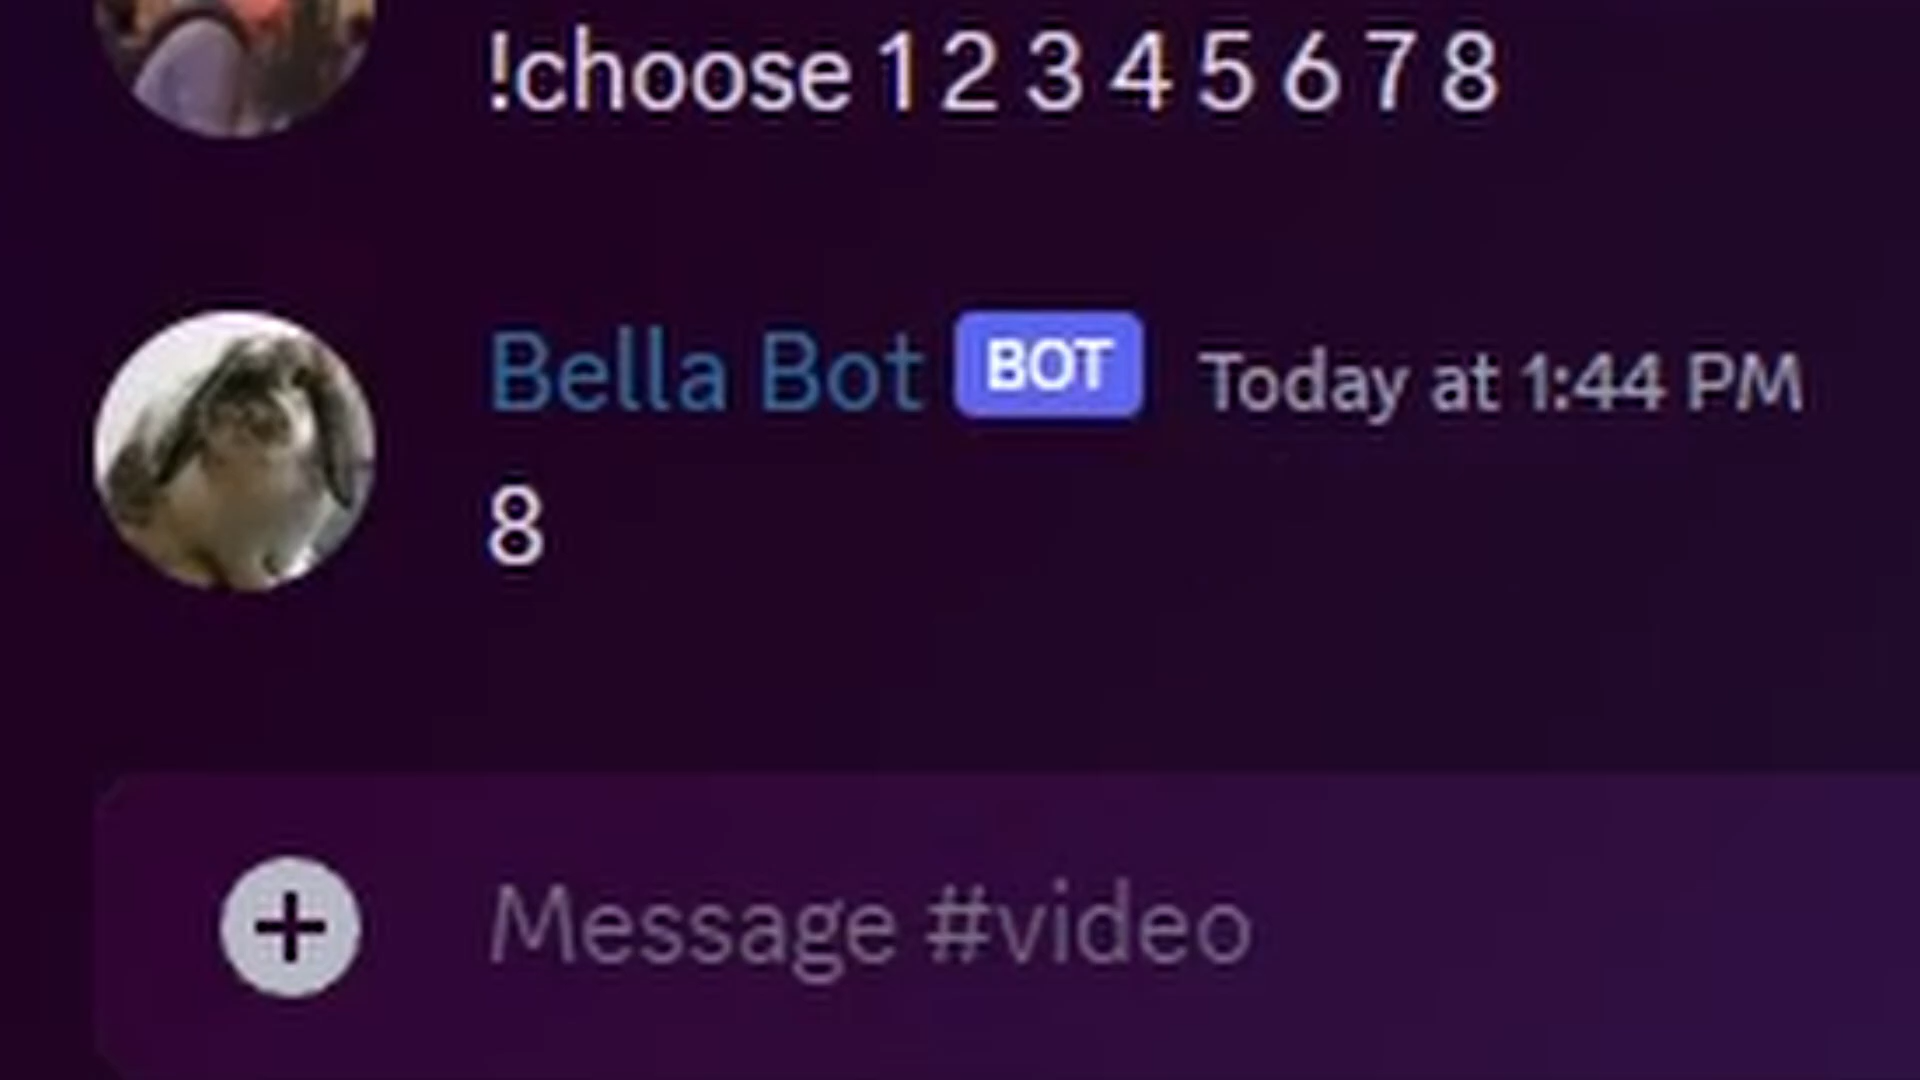 !choose 1 2 3 4 5 6 7 8
Bella Bot BOT Today at 1:44 PM
8
Message #video